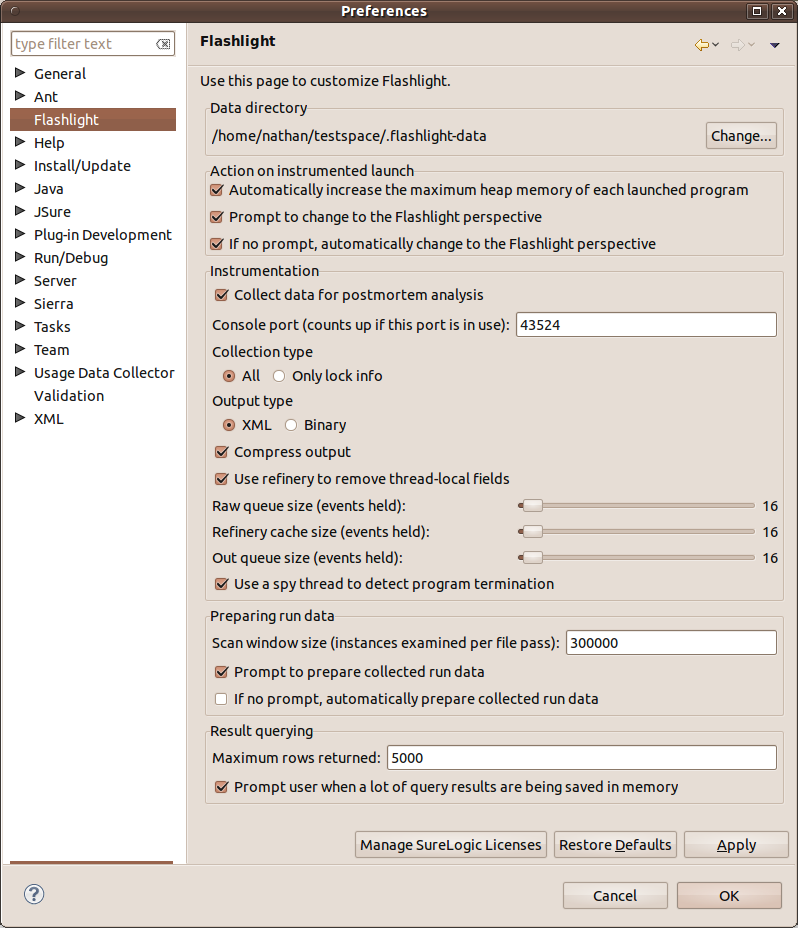 Preferences
type filter text
General
Ant
Flashlight
Help
Install/Update
Java
JSure
Plug-in Development
Run/Debug
Server
Sierra
Tasks
Team
Usage Data Collector
Validation
XML
Flashlight
Use this page to customize Flashlight.
Data directory
/home/nathan/testspace/.flashlight-data
Change...
Action on instrumented launch
Automatically increase the maximum heap memory of each launched program
Prompt to change to the Flashlight perspective
If no prompt, automatically change to the Flashlight perspective
Instrumentation
Collect data for postmortem analysis
Console port (counts up if this port is in use): 43524
Collection type
All Only lock info
Output type
XML Binary
Compress output
Use refinery to remove thread-local fields
Raw queue size (events held): 16
Refinery cache size (events held): 16
Out queue size (events held): 16
Use a spy thread to detect program termination
Preparing run data
Scan window size (instances examined per file pass): 300000
Prompt to prepare collected run data
If no prompt, automatically prepare collected run data
Result querying
Maximum rows returned: 5000
Prompt user when a lot of query results are being saved in memory
Manage SureLogic Licenses Restore Defaults Apply
? Cancel OK